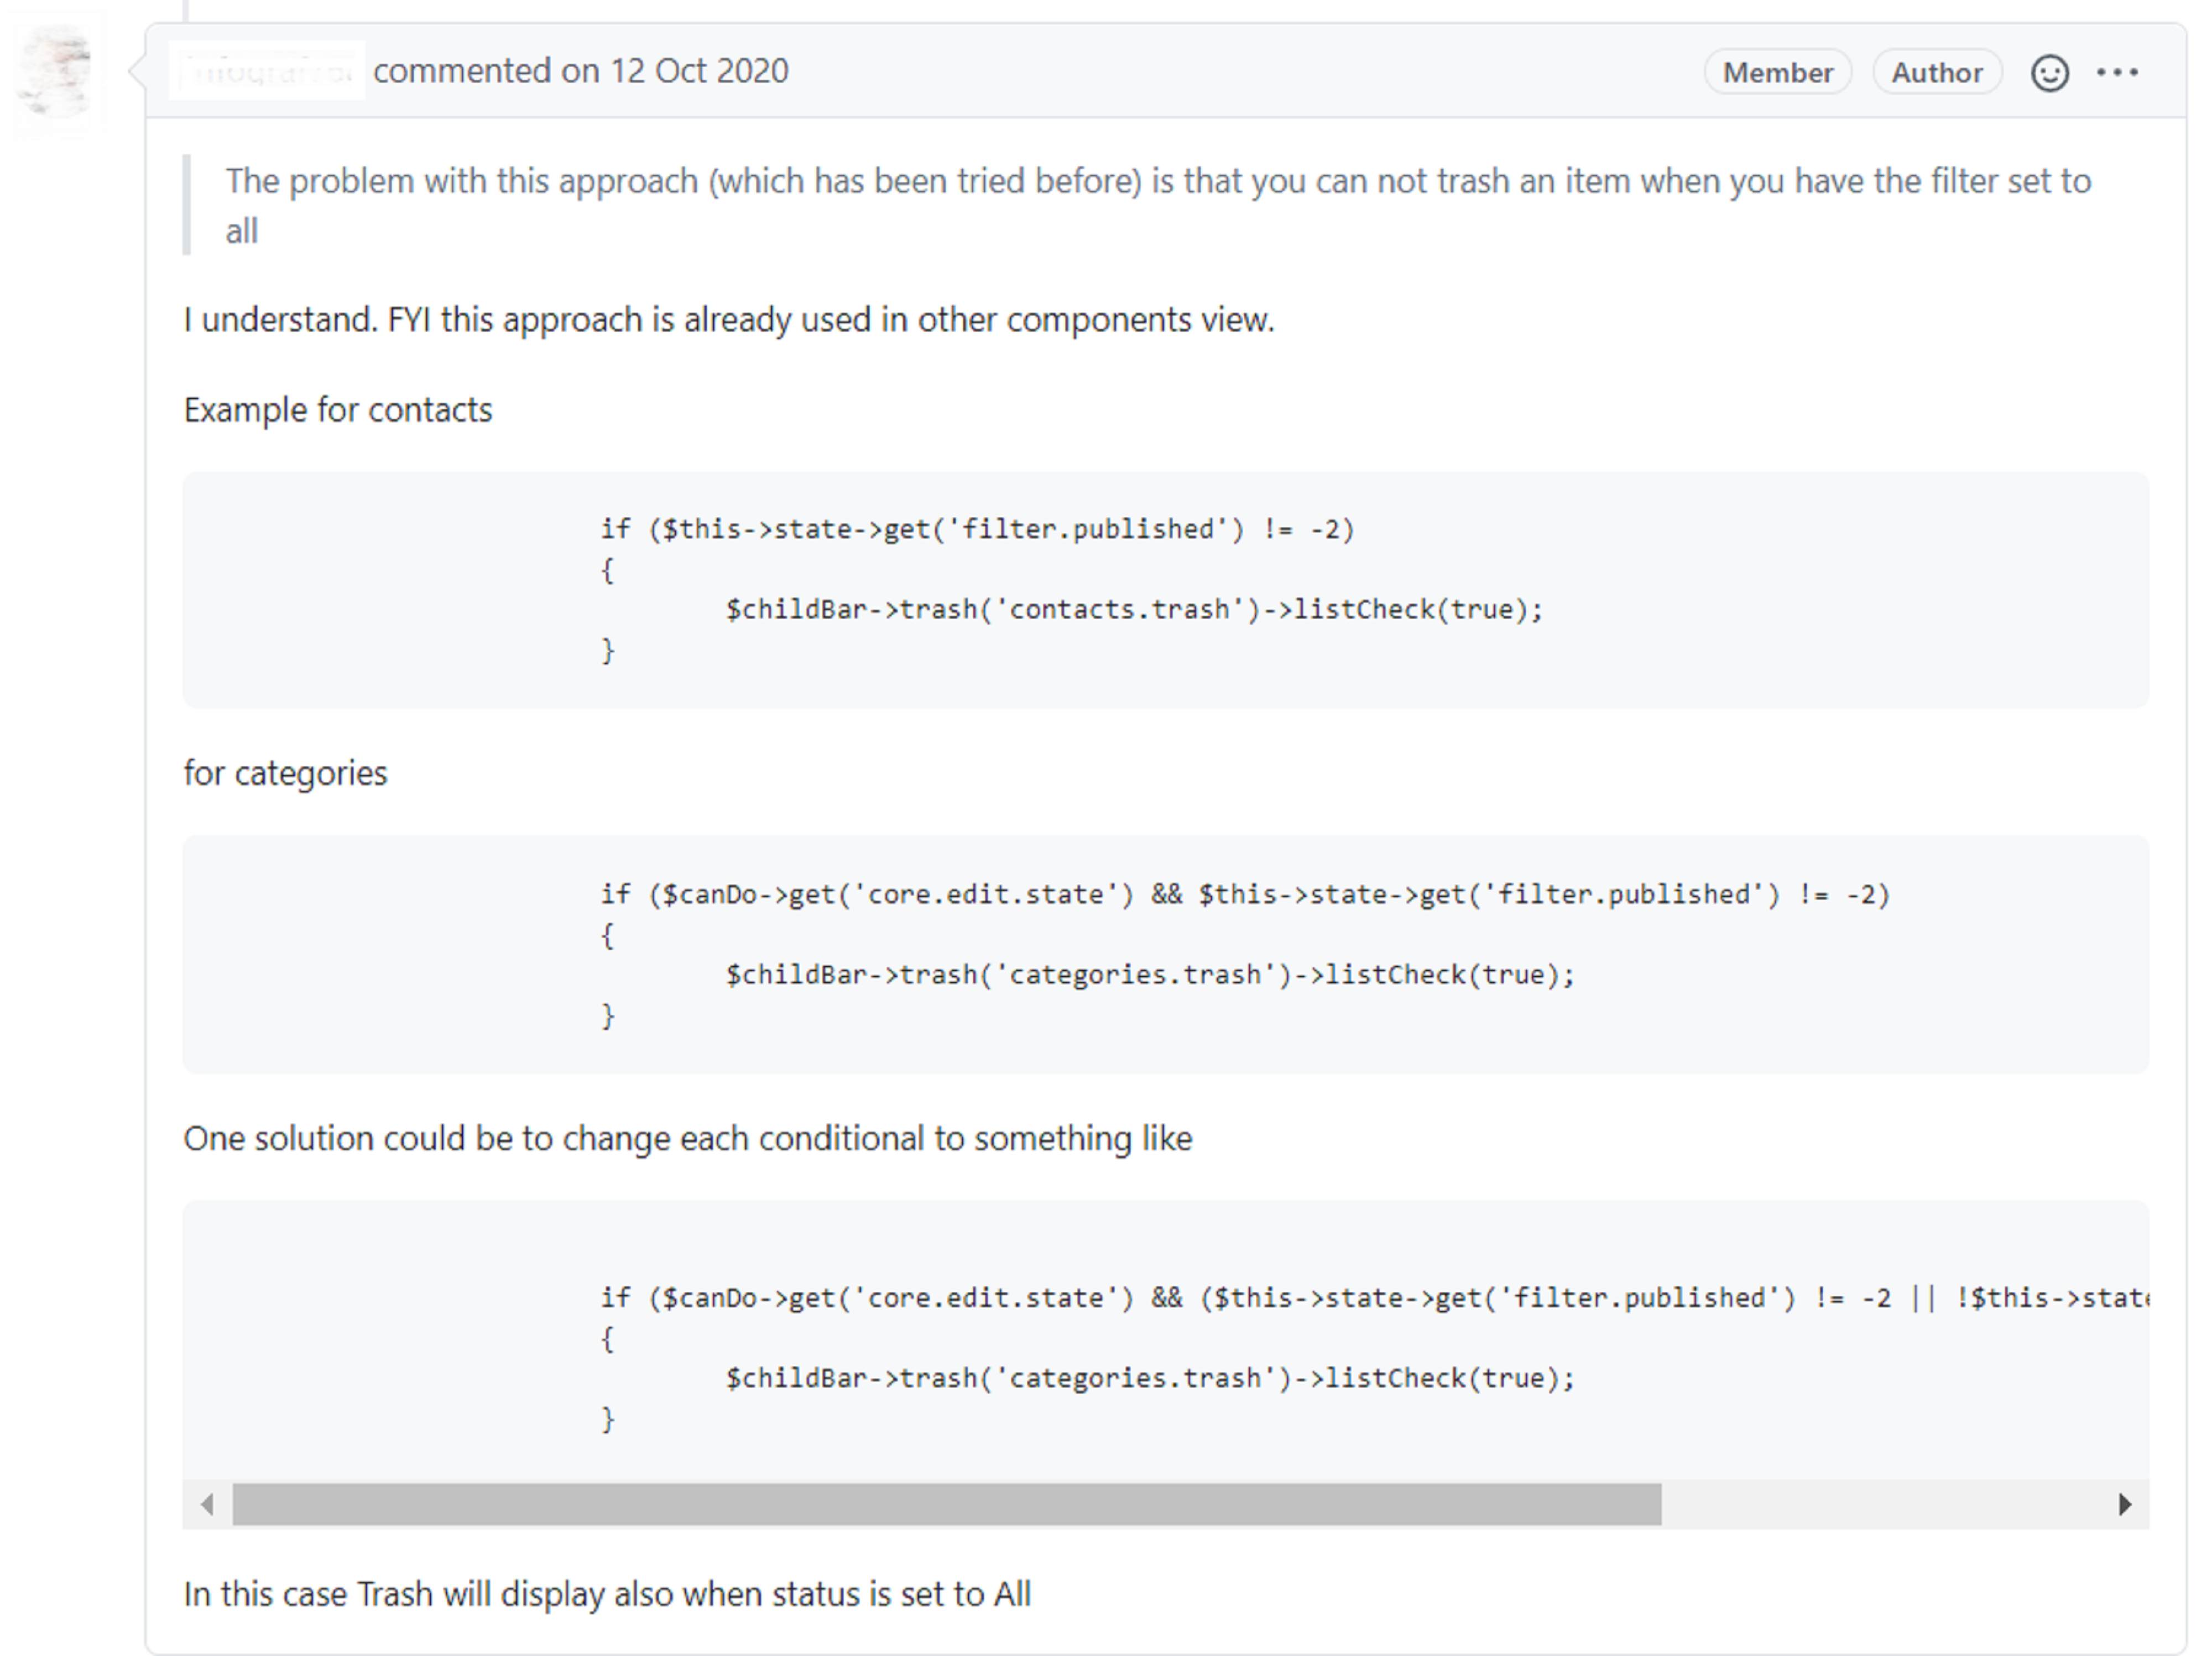 commented on 12 Oct 2020
Member
Author
The problem with this approach (which has been tried before) is that you can not trash an item when you have the filter set to
all
I understand. FYI this approach is already used in other components view.
Example for contacts
if ($this->state->get('filter.published') != -2)
{
$childBar->trash('contacts.trash')->listCheck(true);
}
for categories
if ($canDo->get('core.edit.state') && $this->state->get('filter.published') != -2)
{
$childBar->trash('categories.trash')->listCheck(true);
}
One solution could be to change each conditional to something like
if ($canDo->get('core.edit.state') && ($this->state->get('filter.published') != -2 || !$this->state
{
$childBar->trash('categories.trash')->listCheck(true);
}
In this case Trash will display also when status is set to All